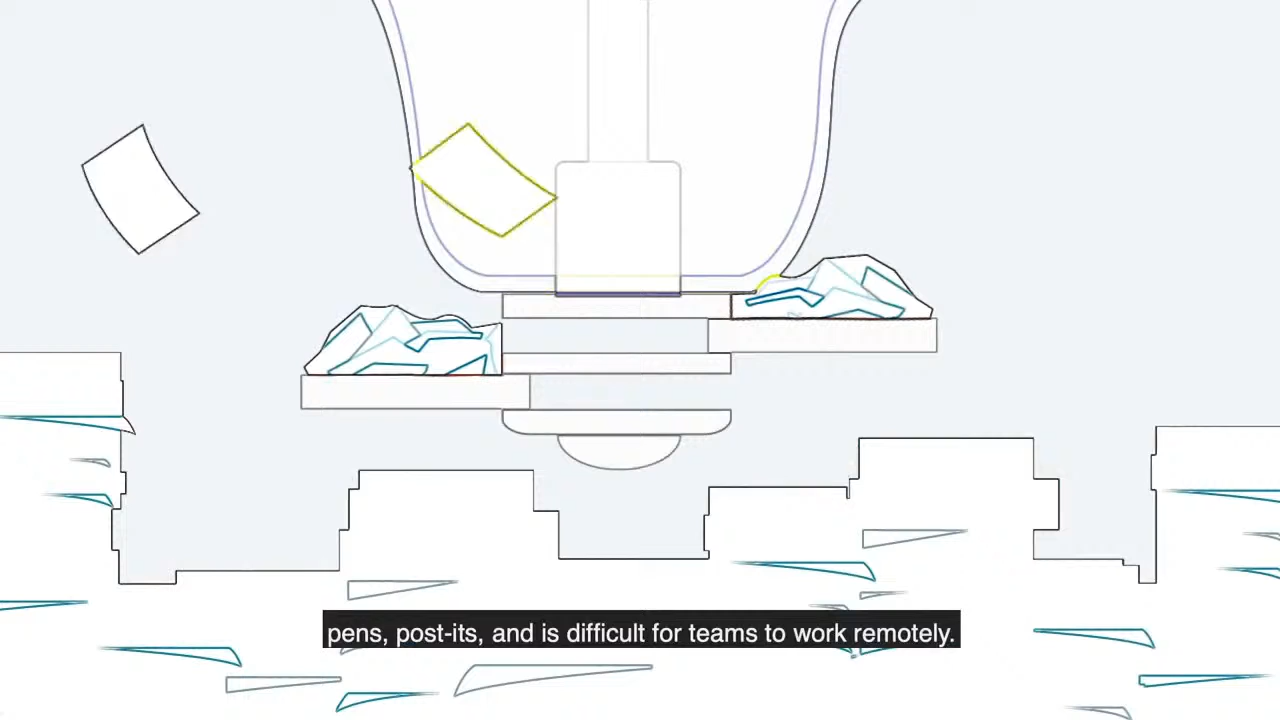 pens, post-its, and is difficult for teams to work remotely.